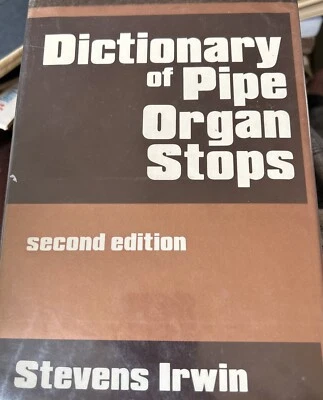 Dictionary
of Pipe
Organ
Stops
second edition
Stevens Irwin